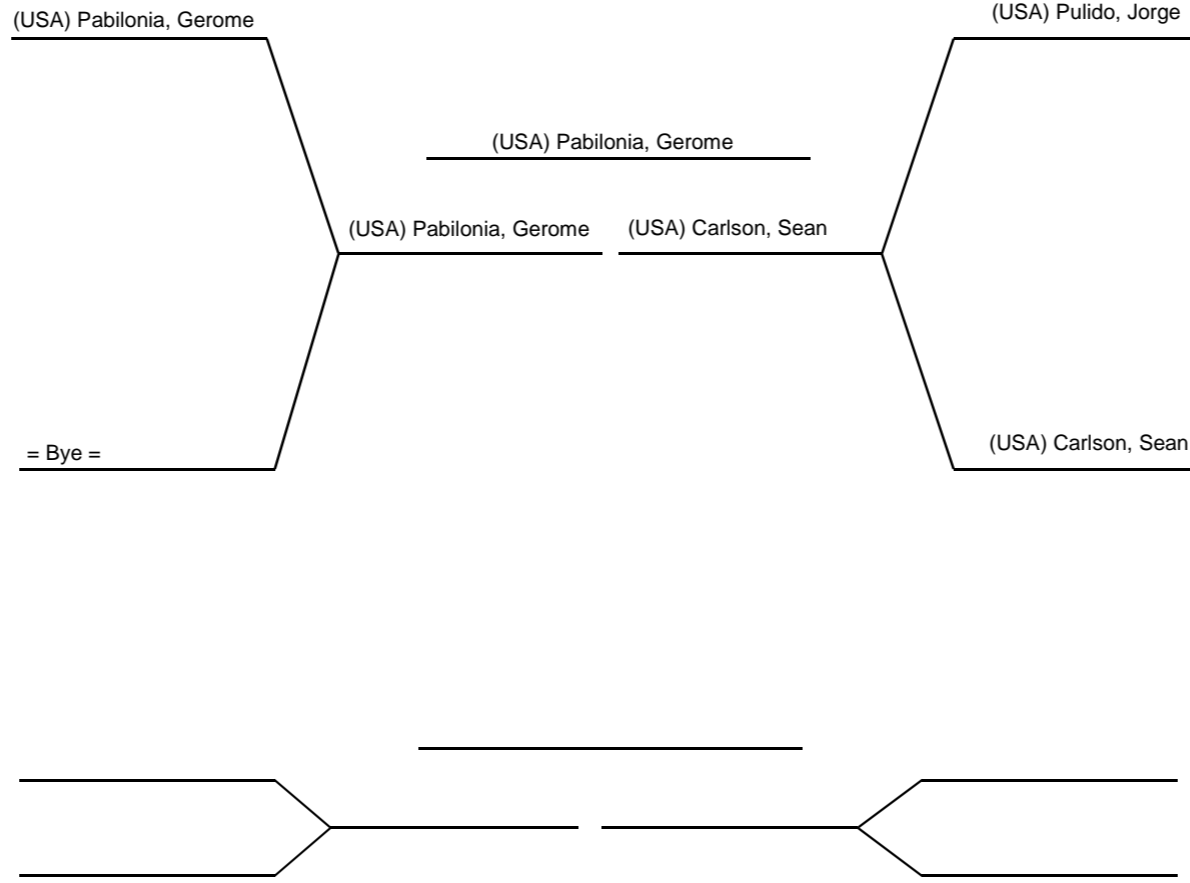 (USA) Pabilonia, Gerome
(USA) Pulido, Jorge
(USA) Pabilonia, Gerome
(USA) Pabilonia, Gerome
(USA) Carlson, Sean
= Bye =
(USA) Carlson, Sean